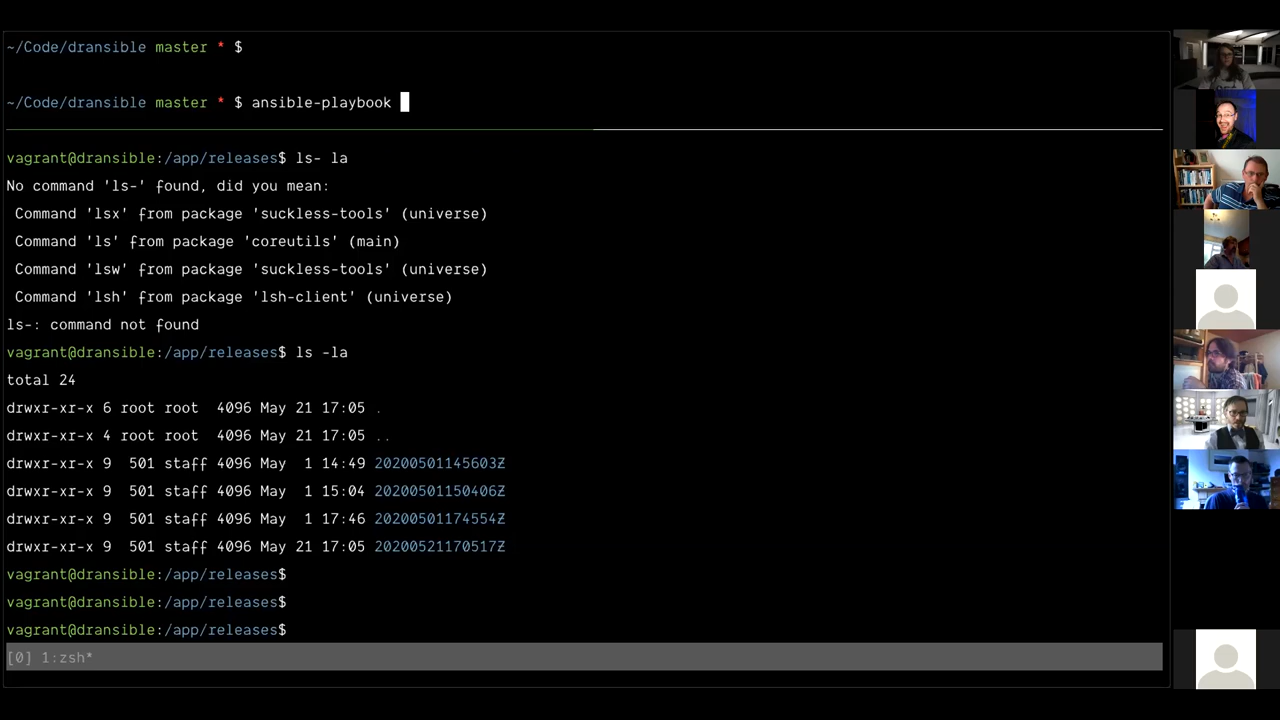 ~/Code/dransible master * $
~/Code/dransible master * $ ansible-playbook
vagrant@dransible:/app/releases$ ls- la
No command 'ls-' found, did you mean:
 Command 'lsx' from package 'suckless-tools' (universe)
 Command 'ls' from package 'coreutils' (main)
 Command 'lsw' from package 'suckless-tools' (universe)
 Command 'lsh' from package 'lsh-client' (universe)
ls-: command not found
vagrant@dransible:/app/releases$ ls -la
total 24
drwxr-xr-x 6 root root  4096 May 21 17:05 .
drwxr-xr-x 4 root root  4096 May 21 17:05 ..
drwxr-xr-x 9  501 staff 4096 May  1 14:49 20200501145603Z
drwxr-xr-x 9  501 staff 4096 May  1 15:04 20200501150406Z
drwxr-xr-x 9  501 staff 4096 May  1 17:46 20200501174554Z
drwxr-xr-x 9  501 staff 4096 May 21 17:05 20200521170517Z
vagrant@dransible:/app/releases$
vagrant@dransible:/app/releases$
vagrant@dransible:/app/releases$
[0] 1:zsh*